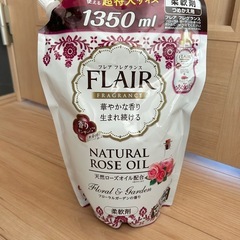 使える超特大サイズ
1350ml
柔軟剤
つめかえ用
フレア フレグランス
FLAIR
FRAGRANCE
華やかな香り
生まれ続ける
NATURAL
ROSE OIL
天然ローズオイル配合
Floral & Garden
フローラルガーデンの香り
柔軟剤